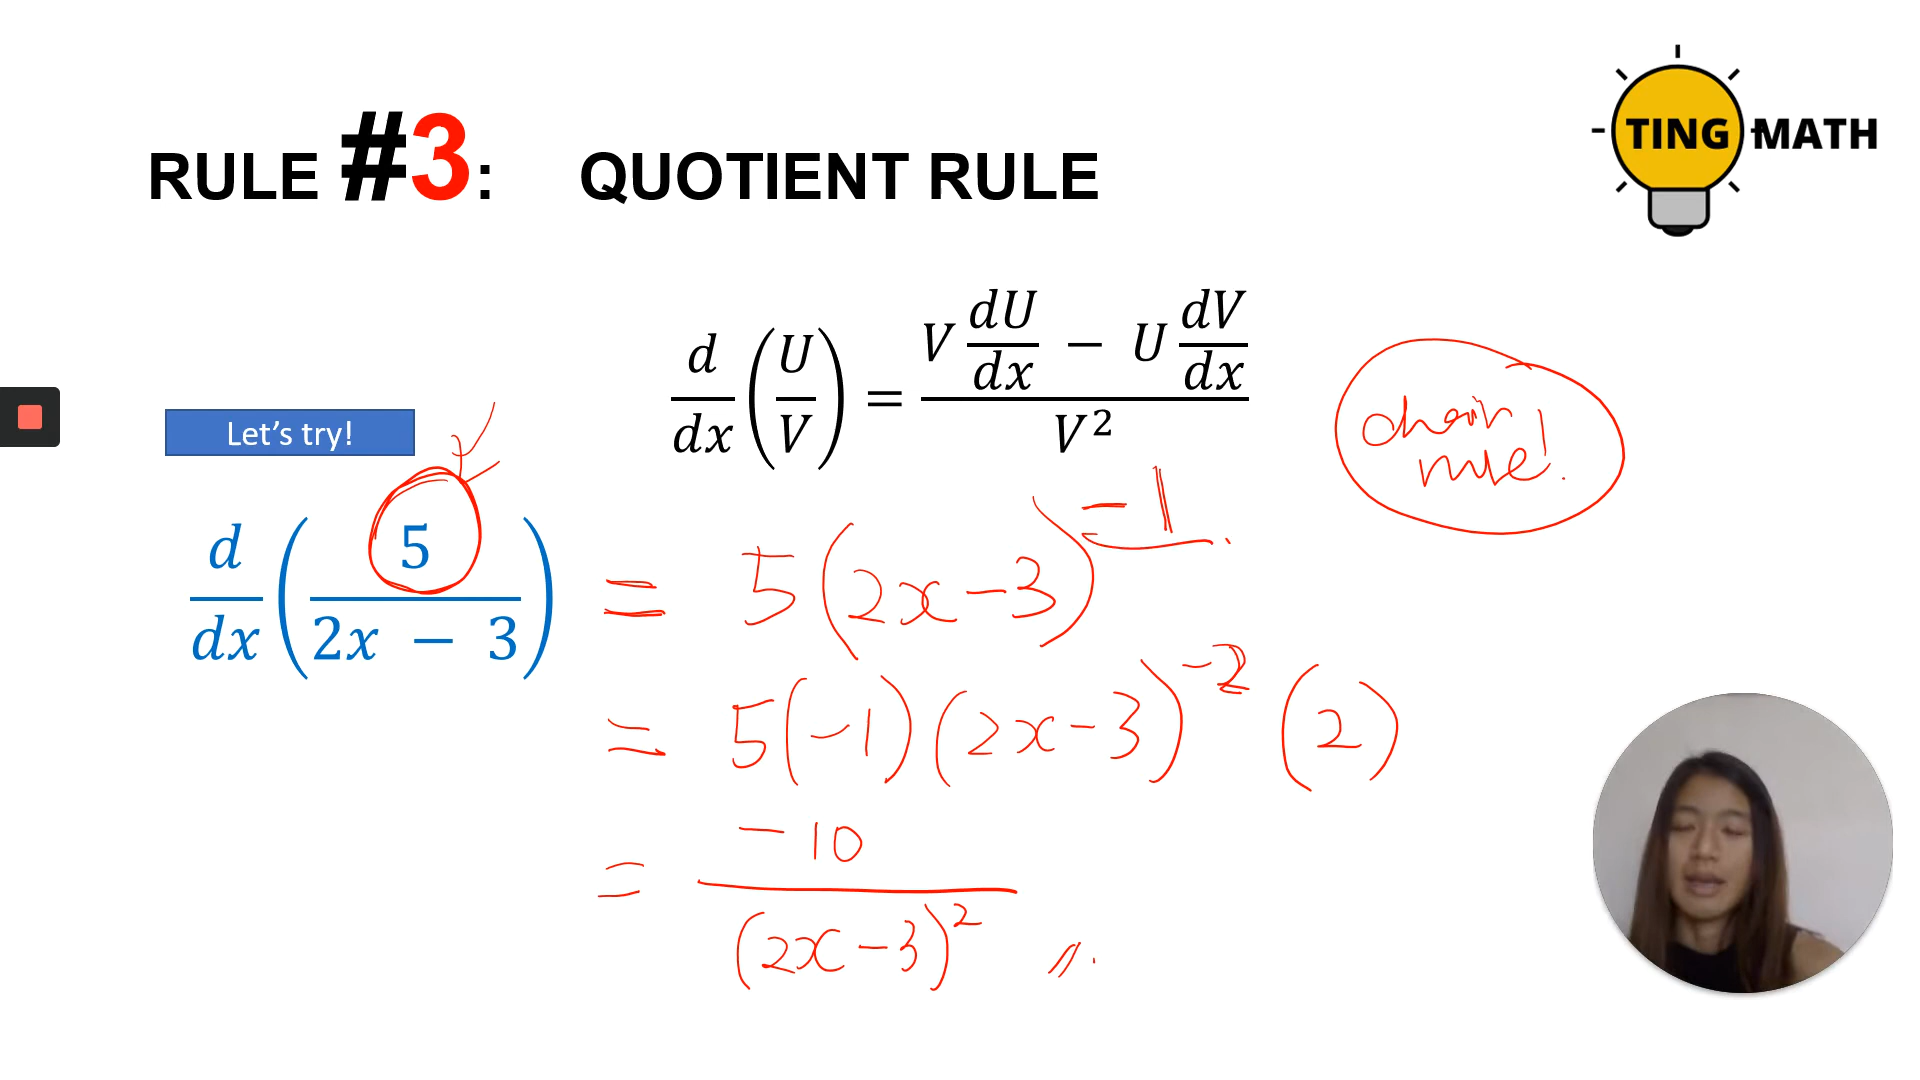 TING MATH
RULE #3: QUOTIENT RULE
d/dx (U/V) = (V dU/dx − U dV/dx) / V²
chain
rule!
Let's try!
d/dx (5 / (2x − 3)) = 5(2x−3)⁻¹
= 5(−1)(2x−3)⁻² (2)
= −10 / (2x−3)²